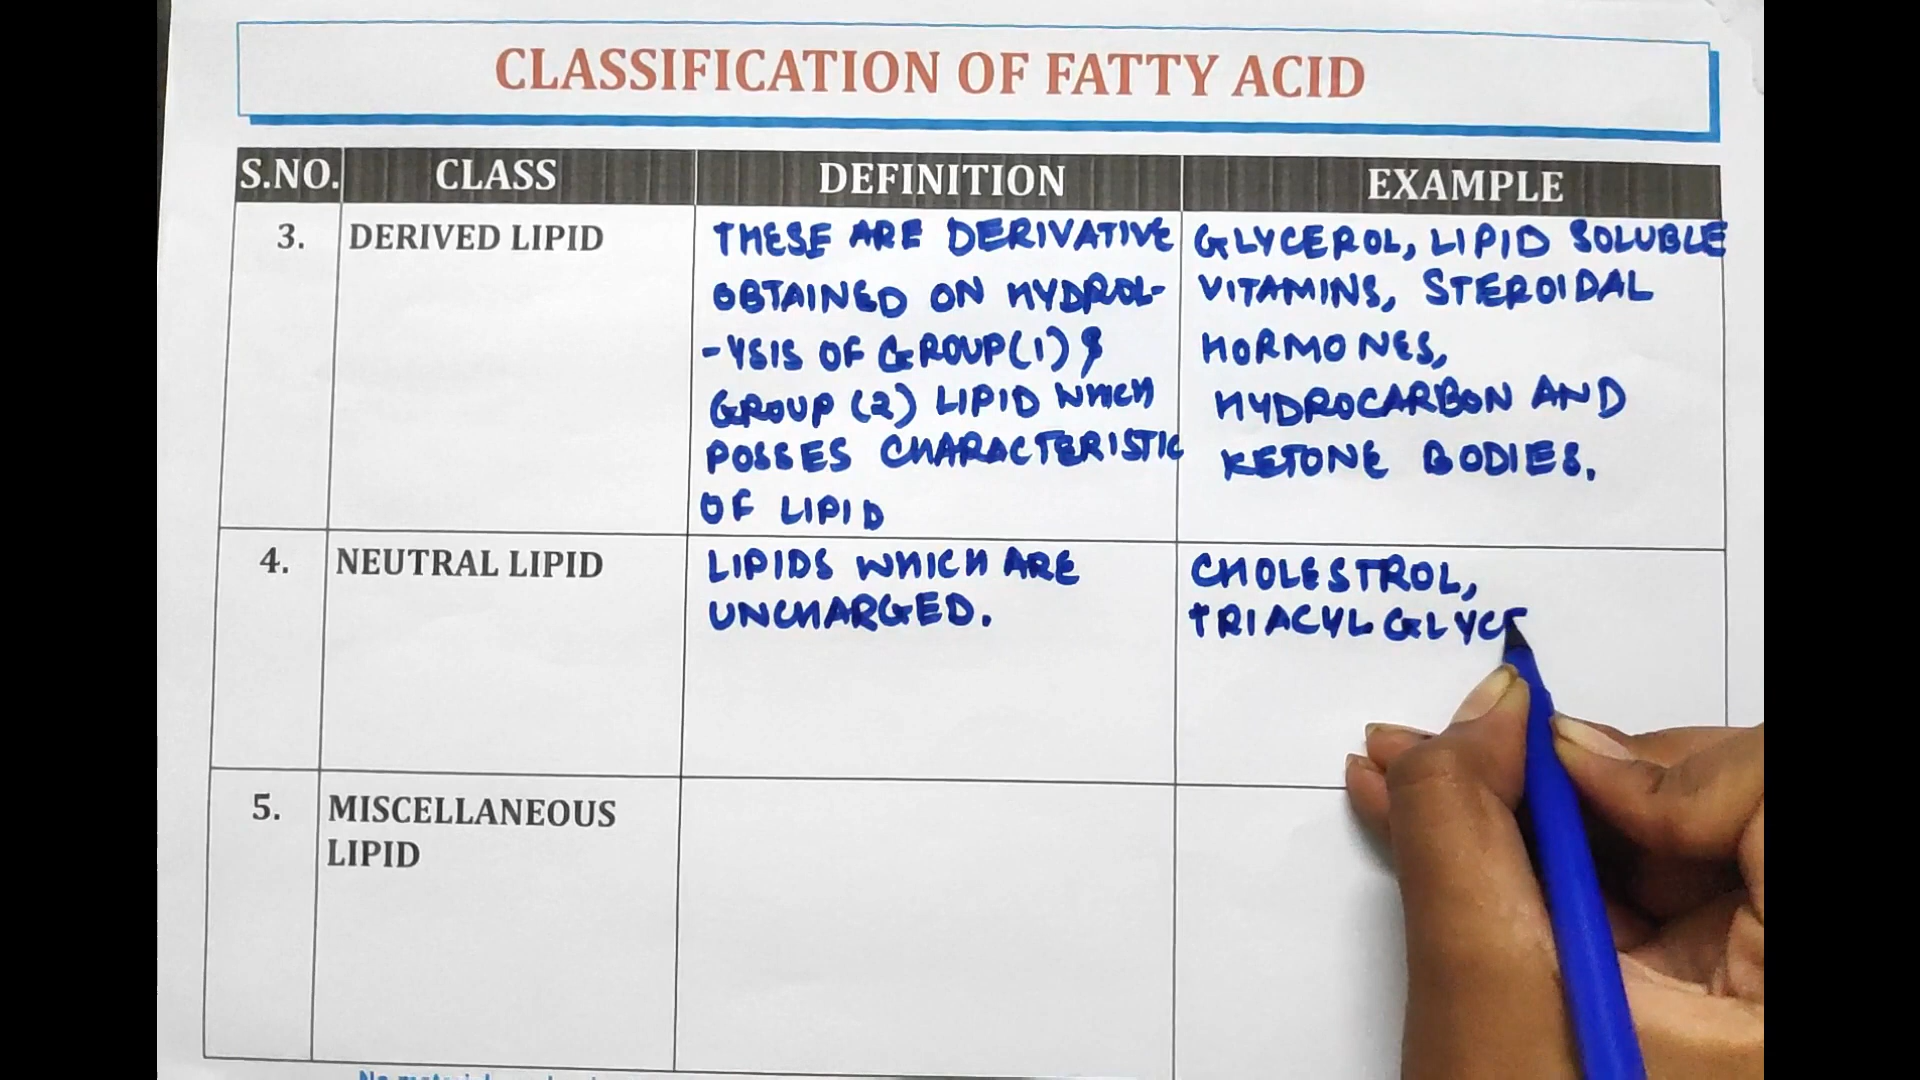 CLASSIFICATION OF FATTY ACID
S.NO. CLASS DEFINITION EXAMPLE
3. DERIVED LIPID
THESE ARE DERIVATIVE
OBTAINED ON HYDROL-
-YSIS OF GROUP(1) &
GROUP (2) LIPID WHICH
POSSES CHARACTERISTIC
OF LIPID
GLYCEROL, LIPID SOLUBLE
VITAMINS, STEROIDAL
HORMONES,
HYDROCARBON AND
KETONE BODIES.
4. NEUTRAL LIPID
LIPIDS WHICH ARE
UNCHARGED.
CHOLESTROL,
TRIACYLGLYCE
5. MISCELLANEOUS
LIPID